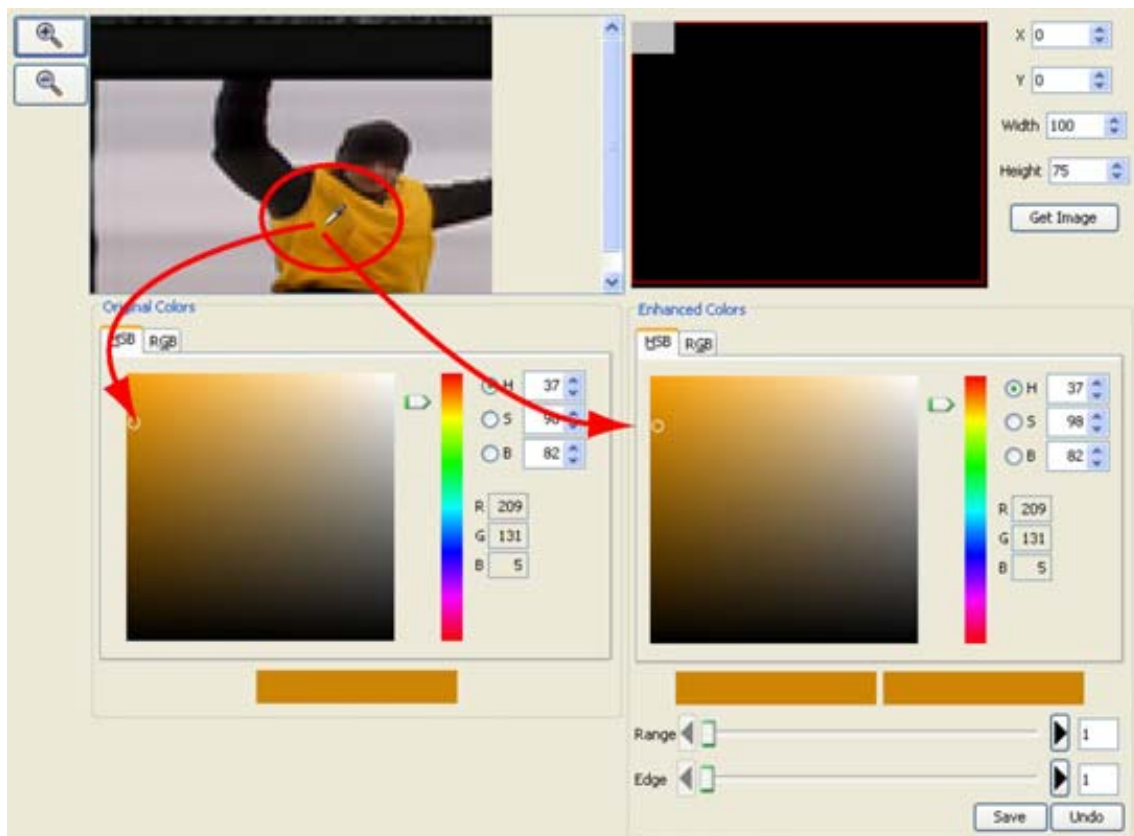 X 0
Y 0
Width 100
Height 75
Get Image
Original Colors
HSB RGB
H 37
S 98
B 82
R 209
G 131
B 5
Enhanced Colors
HSB RGB
H 37
S 98
B 82
R 209
G 131
B 5
Range 1
Edge 1
Save Undo